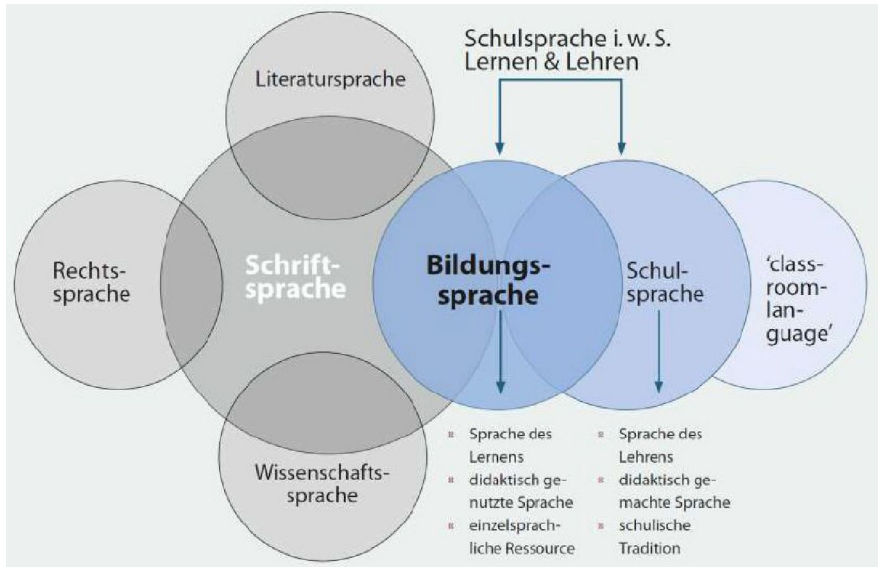 Schulsprache i. w. S.
Lernen & Lehren
Literatursprache
Rechts-
sprache
Schrift-
sprache
Bildungs-
sprache
Schul-
sprache
‘class-
room-
lan-
guage’
Wissenschafts-
sprache
Sprache des
Lernens
didaktisch ge-
nutzte Sprache
einzelsprach-
liche Ressource
Sprache des
Lehrens
didaktisch ge-
machte Sprache
schulische
Tradition